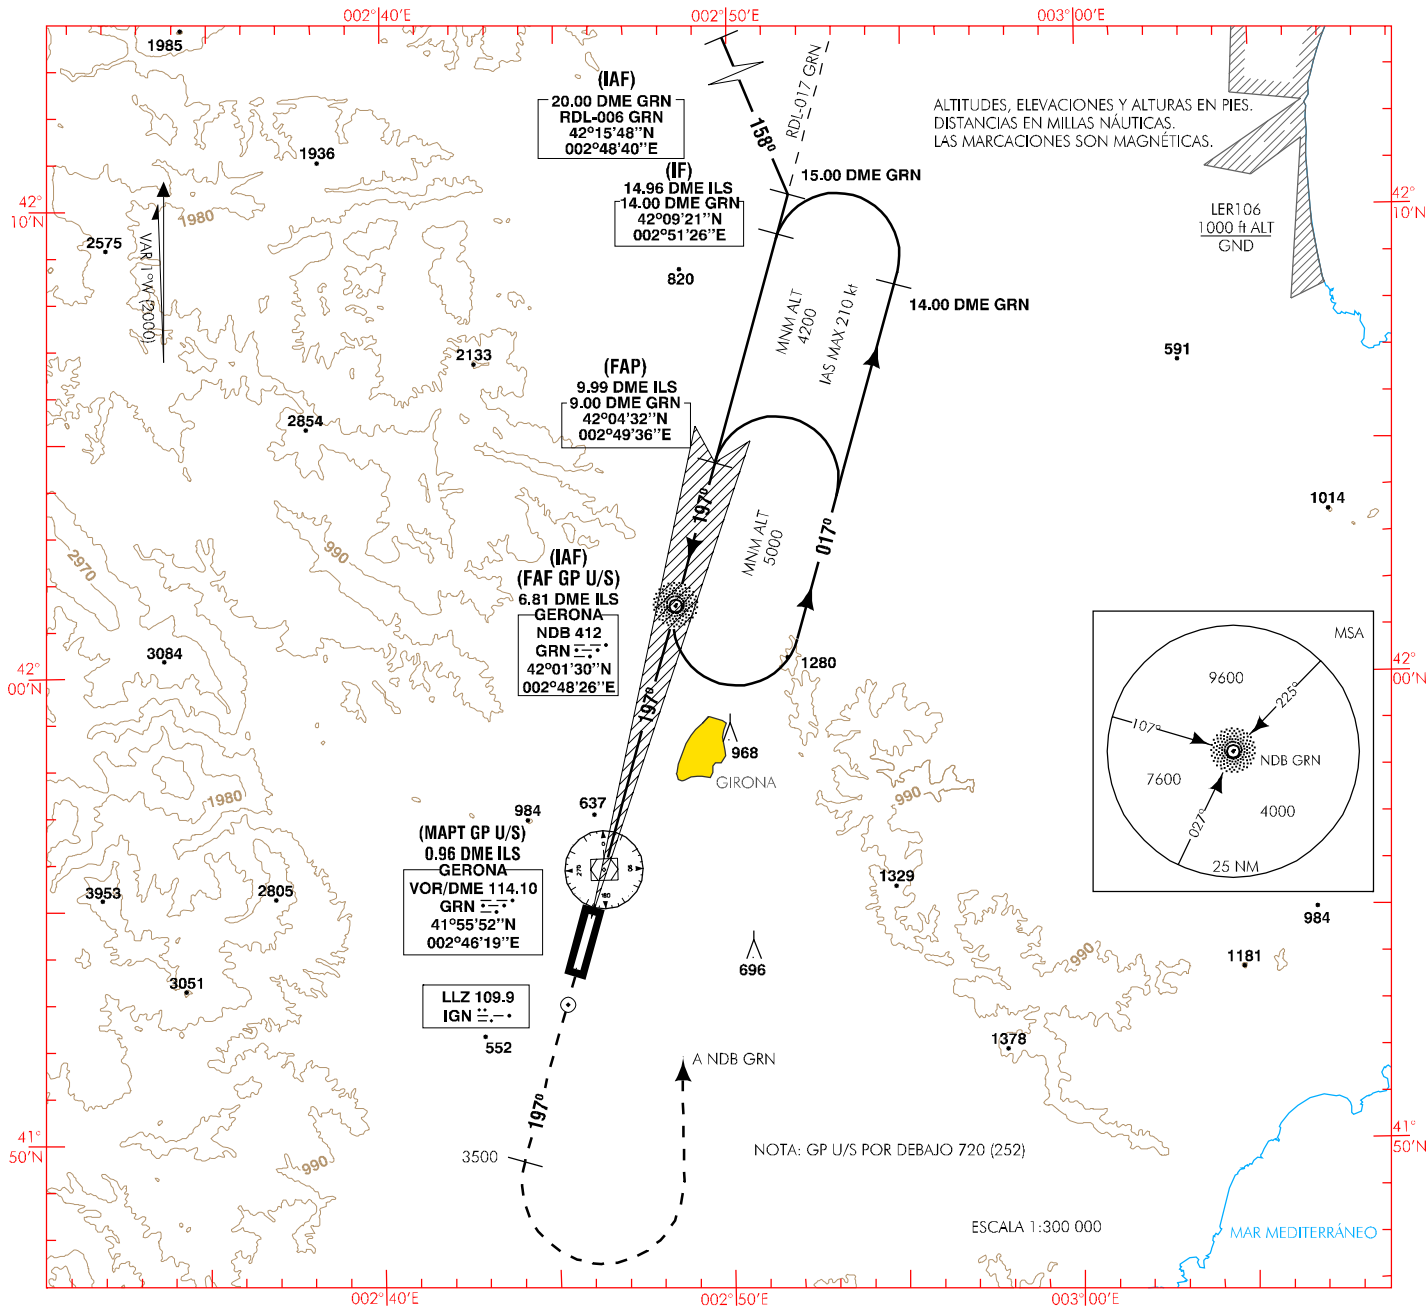 002°40'E
002°50'E
003°00'E
1985
(IAF)
20.00 DME GRN
RDL-006 GRN
42°15'48''N
002°48'40''E
RDL-017 GRN
158°
ALTITUDES, ELEVACIONES Y ALTURAS EN PIES.
DISTANCIAS EN MILLAS NÁUTICAS.
LAS MARCACIONES SON MAGNÉTICAS.
1936
(IF)
14.96 DME ILS
14.00 DME GRN
42°09'21''N
002°51'26''E
15.00 DME GRN
42°
10'N
42°
10'N
1980
LER106
1000 ft ALT
GND
2575
VAR 1°W (2000)
820
MNM ALT
4200
IAS MAX 210 kt
14.00 DME GRN
2133
591
(FAP)
9.99 DME ILS
9.00 DME GRN
42°04'32''N
002°49'36''E
2854
197°
1014
990
2970
MNM ALT
5000
017°
(IAF)
(FAF GP U/S)
6.81 DME ILS
GERONA
NDB 412
GRN
42°01'30''N
002°48'26''E
3084
1280
42°
00'N
42°
00'N
197°
MSA
9600
225°
107°
NDB GRN
7600
4000
027°
25 NM
968
GIRONA
1980
990
984
637
(MAPT GP U/S)
0.96 DME ILS
GERONA
VOR/DME 114.10
GRN
41°55'52''N
002°46'19''E
270
180
3953
2805
1329
984
990
1181
696
3051
LLZ 109.9
IGN
552
1378
A NDB GRN
197°
41°
50'N
41°
50'N
3500
990
NOTA: GP U/S POR DEBAJO 720 (252)
ESCALA 1:300 000
MAR MEDITERRÁNEO
002°40'E
002°50'E
003°00'E